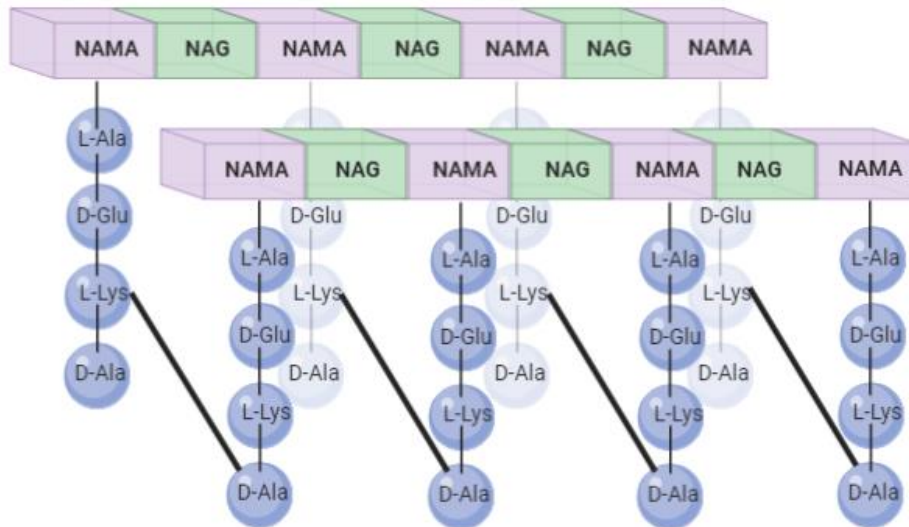 NAMA NAG NAMA NAG NAMA NAG NAMA
L-Ala
NAMA NAG NAMA NAG NAMA NAG NAMA
D-Glu D-Glu D-Glu D-Glu
L-Ala L-Ala L-Ala L-Ala
L-Lys L-Lys L-Lys L-Lys
D-Glu D-Glu D-Glu D-Glu
D-Ala D-Ala D-Ala D-Ala
L-Lys L-Lys L-Lys L-Lys
D-Ala D-Ala D-Ala D-Ala